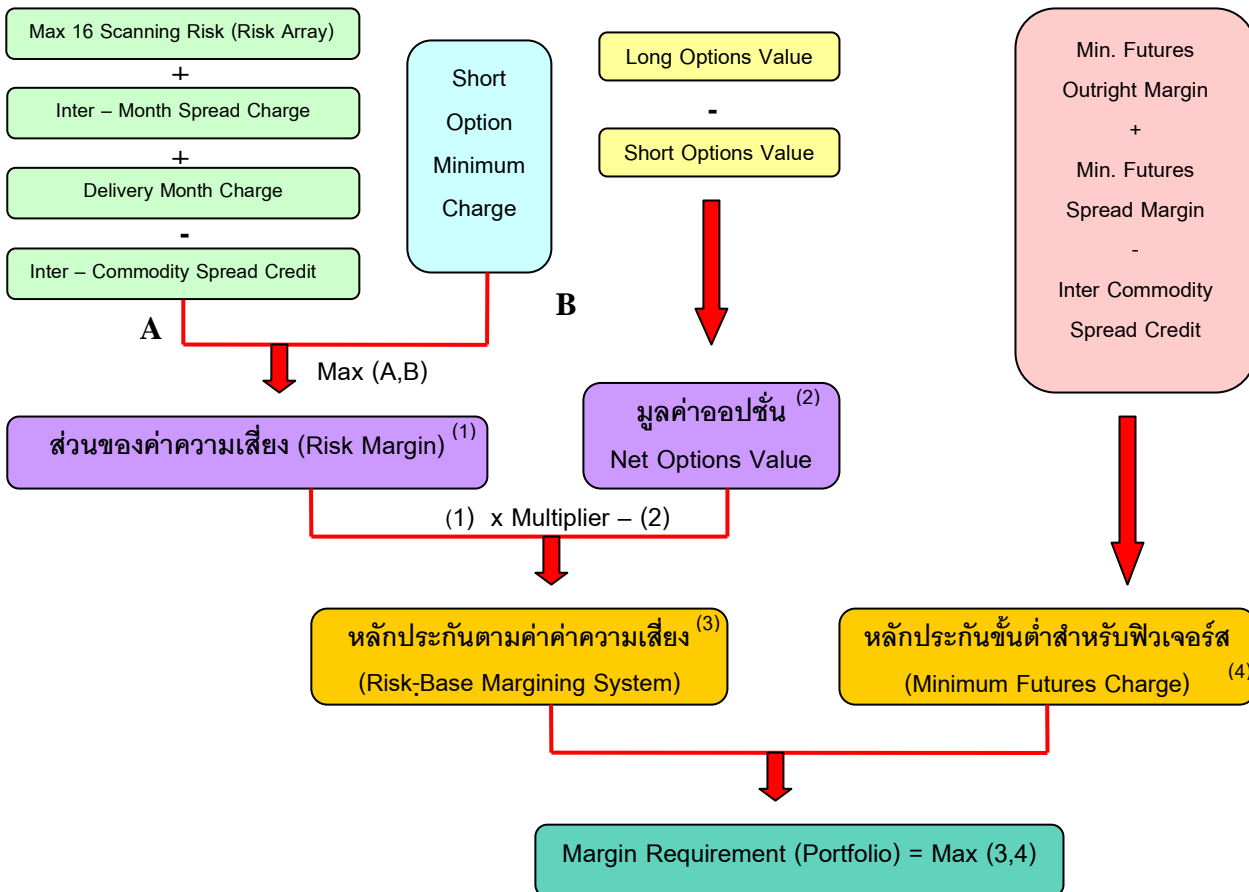 Max 16 Scanning Risk (Risk Array)
+
Inter – Month Spread Charge
+
Delivery Month Charge
-
Inter – Commodity Spread Credit
A
Short
Option
Minimum
Charge
B
Max (A,B)
Long Options Value
-
Short Options Value
Min. Futures
Outright Margin
+
Min. Futures
Spread Margin
-
Inter Commodity
Spread Credit
ส่วนของค่าความเสี่ยง (Risk Margin) (1)
มูลค่าออปชั่น (2)
Net Options Value
(1) x Multiplier – (2)
หลักประกันตามค่าค่าความเสี่ยง (3)
(Risk-Base Margining System)
หลักประกันขั้นต่ำสำหรับฟิวเจอร์ส
(Minimum Futures Charge) (4)
Margin Requirement (Portfolio) = Max (3,4)